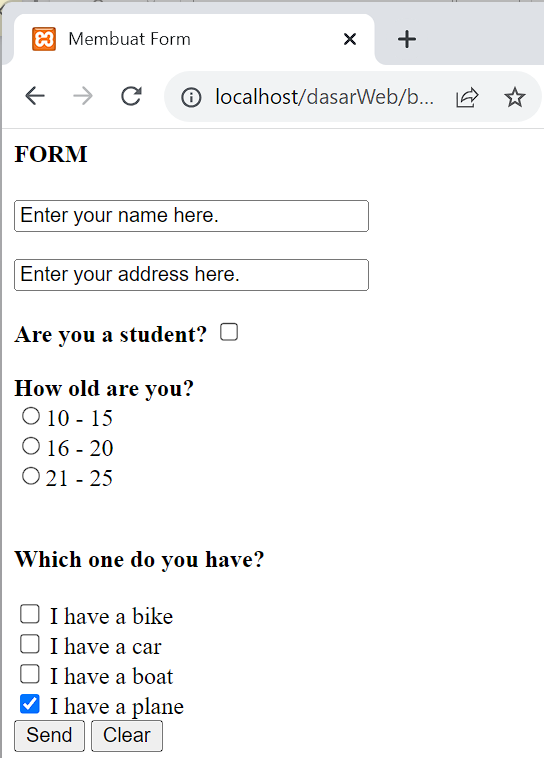 Membuat Form
localhost/dasarWeb/b...
FORM
Enter your name here.
Enter your address here.
Are you a student?
How old are you?
10 - 15
16 - 20
21 - 25
Which one do you have?
I have a bike
I have a car
I have a boat
I have a plane
Send Clear